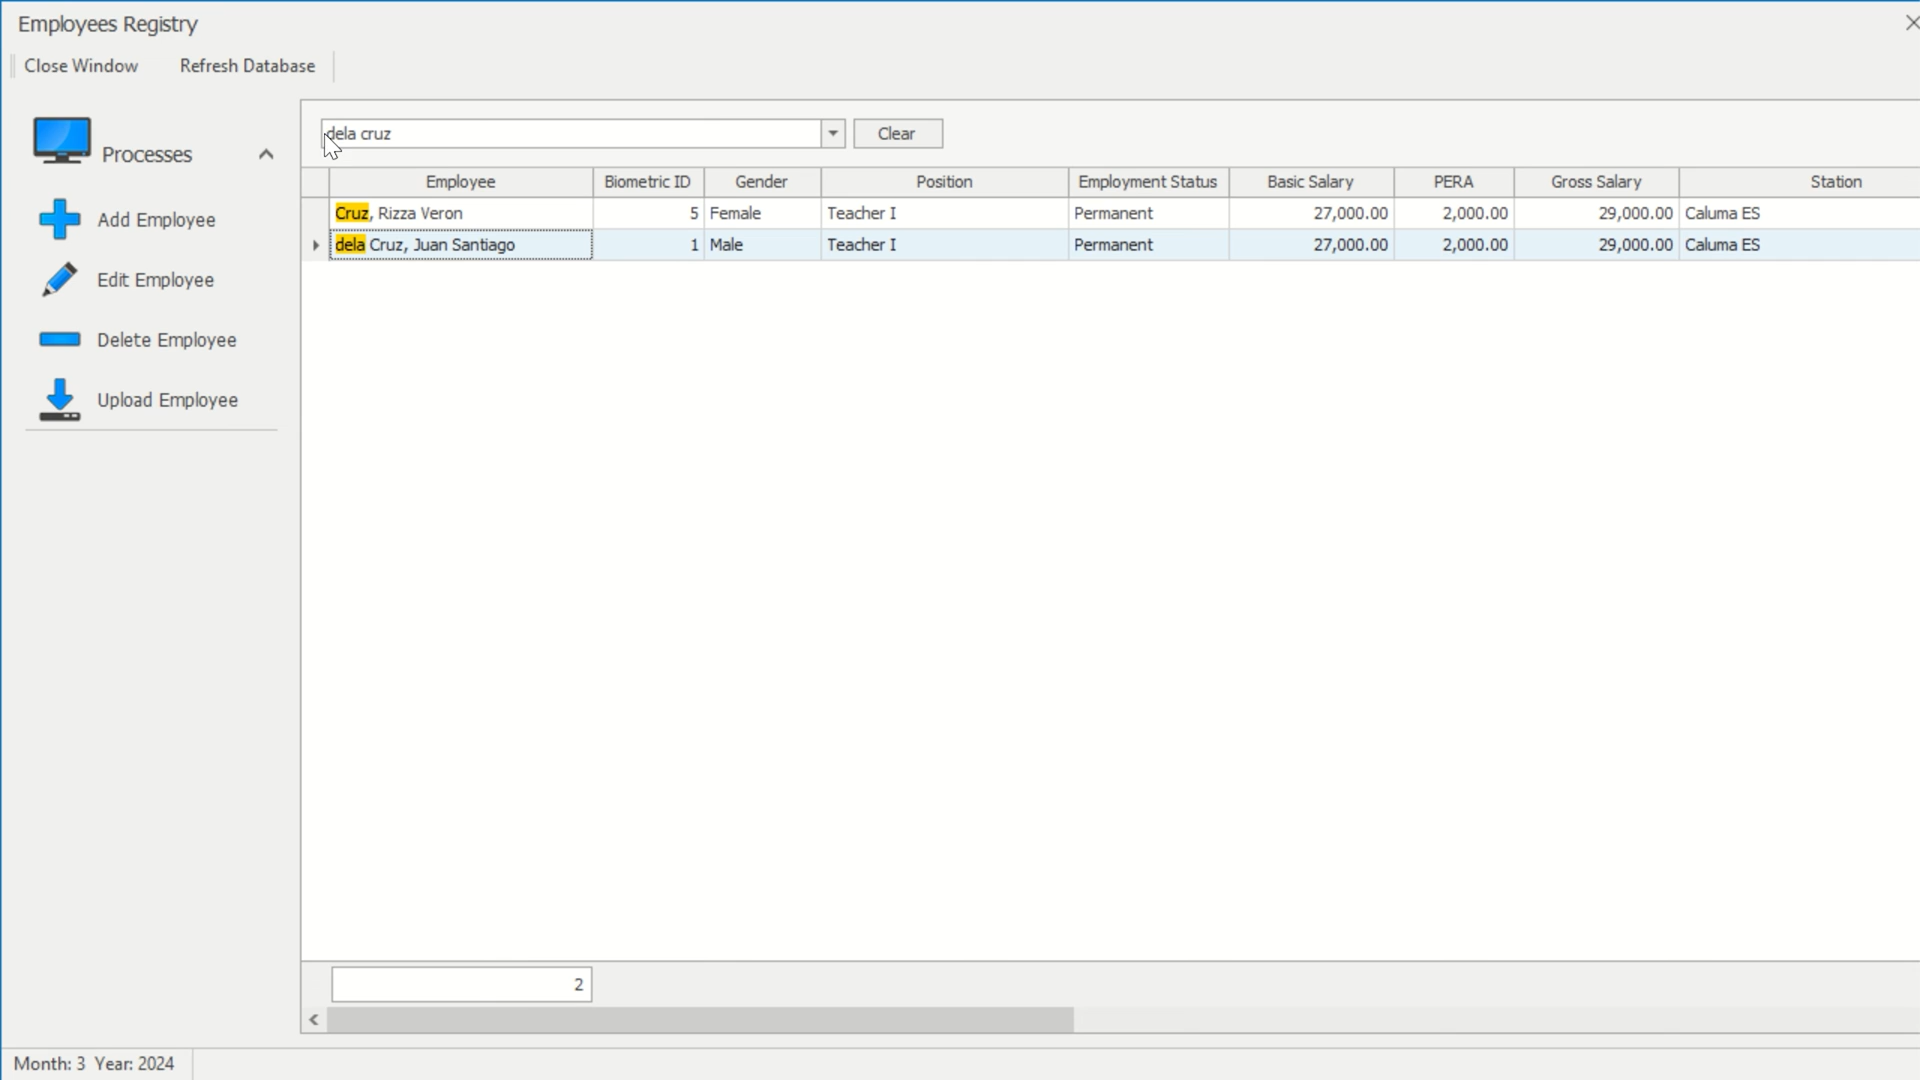 Employees Registry
Close Window Refresh Database
Processes
Add Employee
Edit Employee
Delete Employee
Upload Employee
dela cruz Clear
Employee Biometric ID Gender Position Employment Status Basic Salary PERA Gross Salary Station
Cruz, Rizza Veron 5 Female Teacher I Permanent 27,000.00 2,000.00 29,000.00 Caluma ES
dela Cruz, Juan Santiago 1 Male Teacher I Permanent 27,000.00 2,000.00 29,000.00 Caluma ES
2
Month: 3 Year: 2024